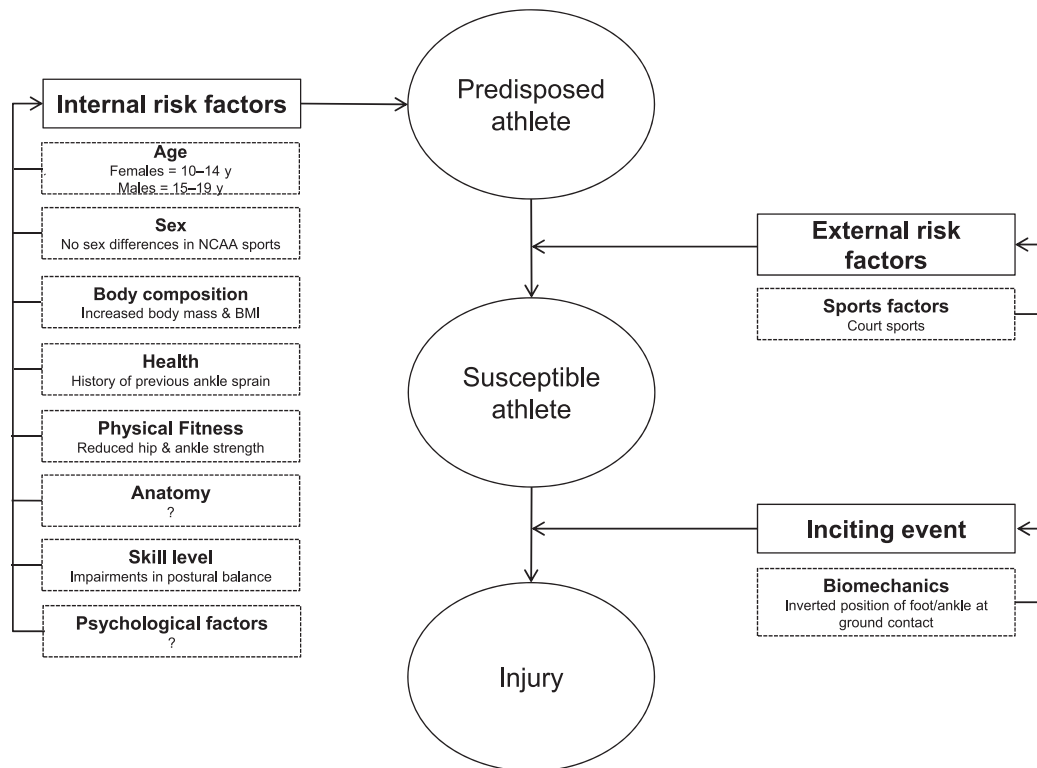 Internal risk factors
Age
Females = 10–14 y
Males = 15–19 y
Sex
No sex differences in NCAA sports
Body composition
Increased body mass & BMI
Health
History of previous ankle sprain
Physical Fitness
Reduced hip & ankle strength
Anatomy
?
Skill level
Impairments in postural balance
Psychological factors
?
Predisposed
athlete
Susceptible
athlete
Injury
External risk
factors
Sports factors
Court sports
Inciting event
Biomechanics
Inverted position of foot/ankle at
ground contact